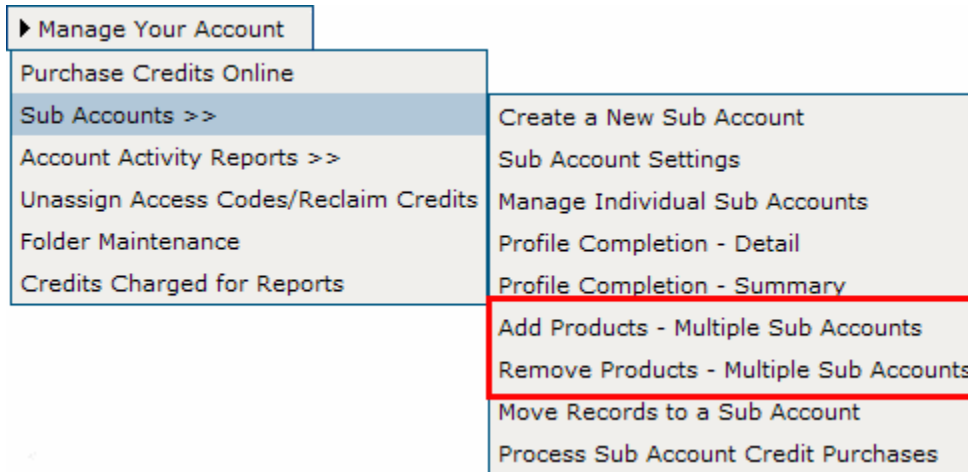 Manage Your Account
Purchase Credits Online
Sub Accounts >>
Account Activity Reports >>
Unassign Access Codes/Reclaim Credits
Folder Maintenance
Credits Charged for Reports
Create a New Sub Account
Sub Account Settings
Manage Individual Sub Accounts
Profile Completion - Detail
Profile Completion - Summary
Add Products - Multiple Sub Accounts
Remove Products - Multiple Sub Accounts
Move Records to a Sub Account
Process Sub Account Credit Purchases